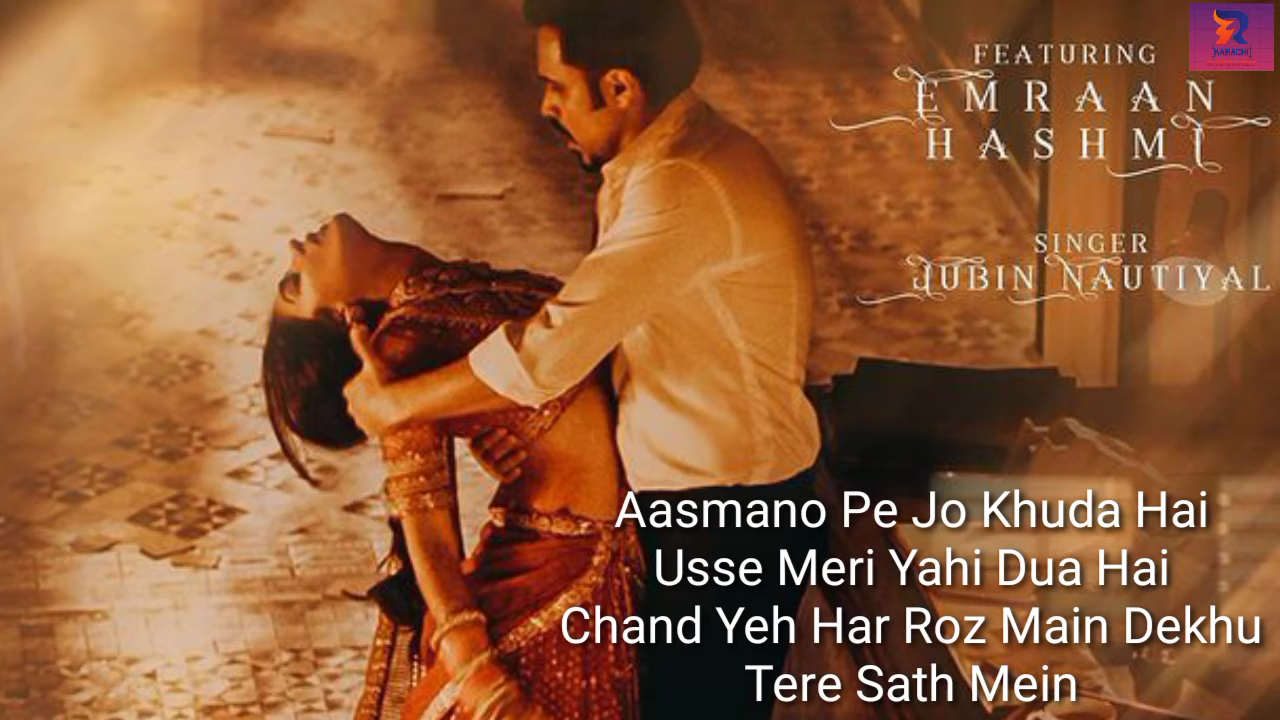 KARACHI
FEATURING
EMRAAN
HASHMI
SINGER
JUBIN NAUTIYAL
Aasmano Pe Jo Khuda Hai
Usse Meri Yahi Dua Hai
Chand Yeh Har Roz Main Dekhu
Tere Sath Mein